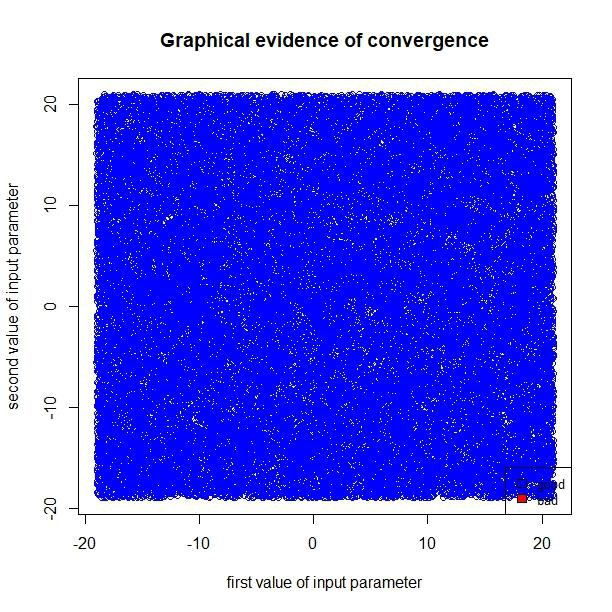 Graphical evidence of convergence
second value of input parameter
20
10
0
-10
-20
-20
-10
0
10
20
first value of input parameter
bad